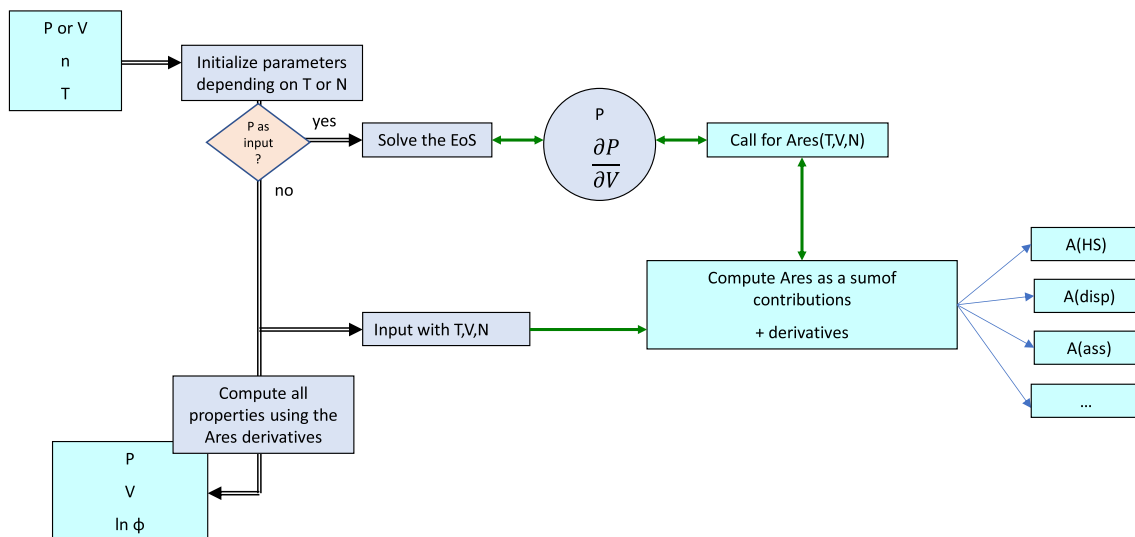 P or V
n
T
Initialize parameters
depending on T or N
P as
input
?
yes
no
Solve the EoS
P
∂P
∂V
Call for Ares(T,V,N)
Compute Ares as a sumof
contributions
+ derivatives
A(HS)
A(disp)
A(ass)
...
Input with T,V,N
Compute all
properties using the
Ares derivatives
P
V
ln ϕ